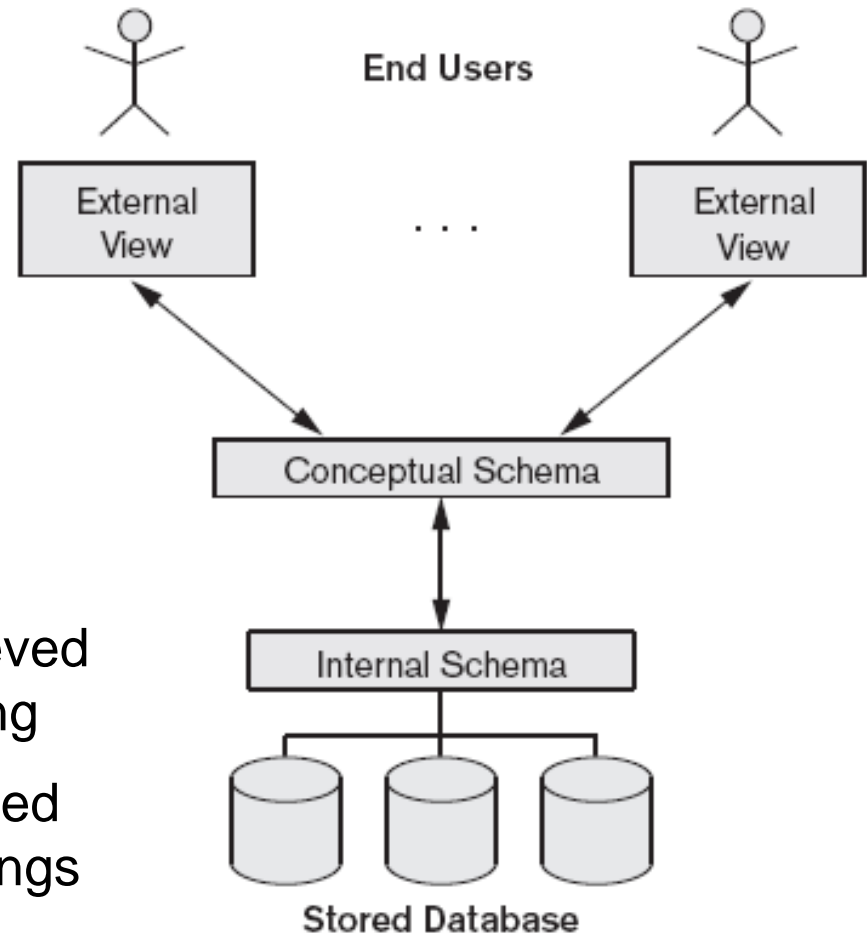 End Users
External
View
. . .
External
View
Conceptual Schema
Internal Schema
eved
ng
ed
ngs
Stored Database